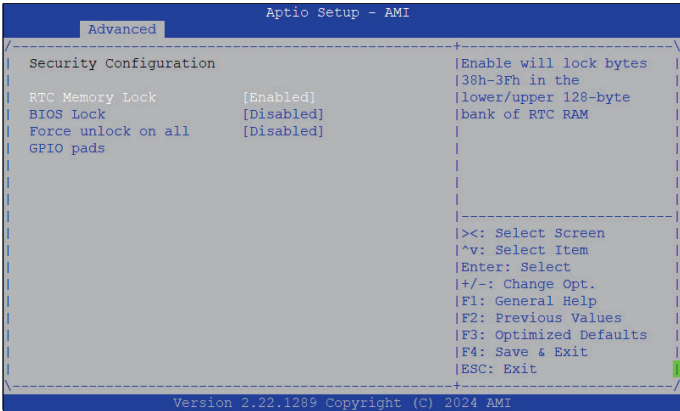 Aptio Setup - AMI
Advanced
Security Configuration
RTC Memory Lock [Enabled]
BIOS Lock [Disabled]
Force unlock on all [Disabled]
GPIO pads
Enable will lock bytes
38h-3Fh in the
lower/upper 128-byte
bank of RTC RAM
><: Select Screen
^v: Select Item
Enter: Select
+/-: Change Opt.
F1: General Help
F2: Previous Values
F3: Optimized Defaults
F4: Save & Exit
ESC: Exit
Version 2.22.1289 Copyright (C) 2024 AMI